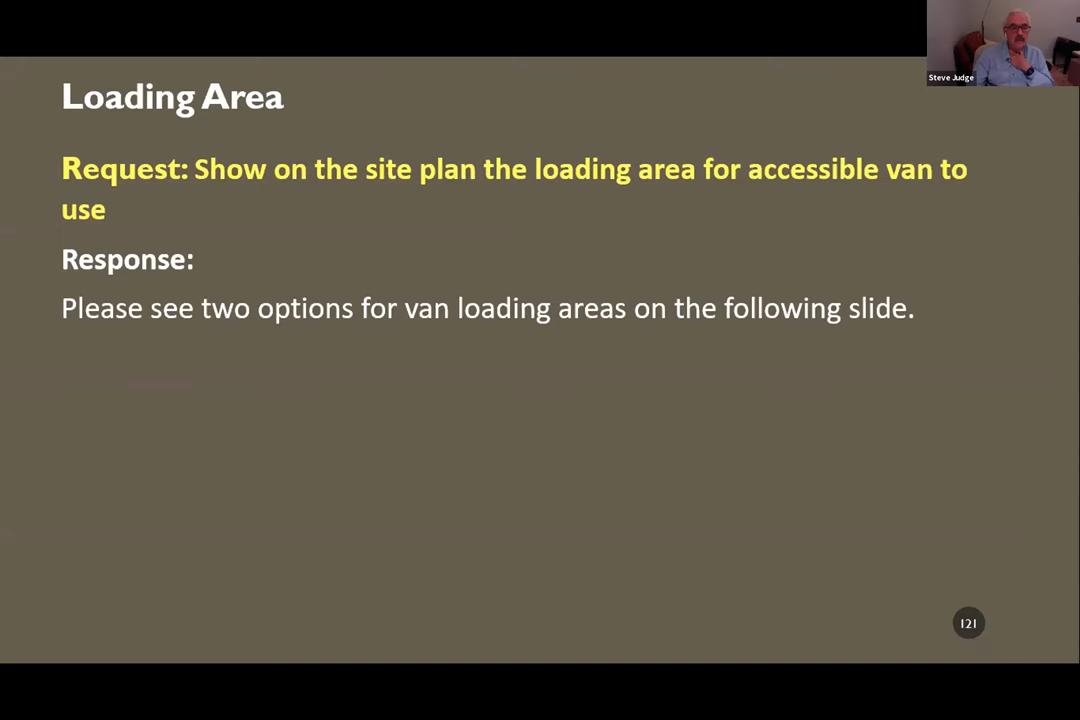 Steve Judge
Loading Area
Request: Show on the site plan the loading area for accessible van to
use
Response:
Please see two options for van loading areas on the following slide.
121